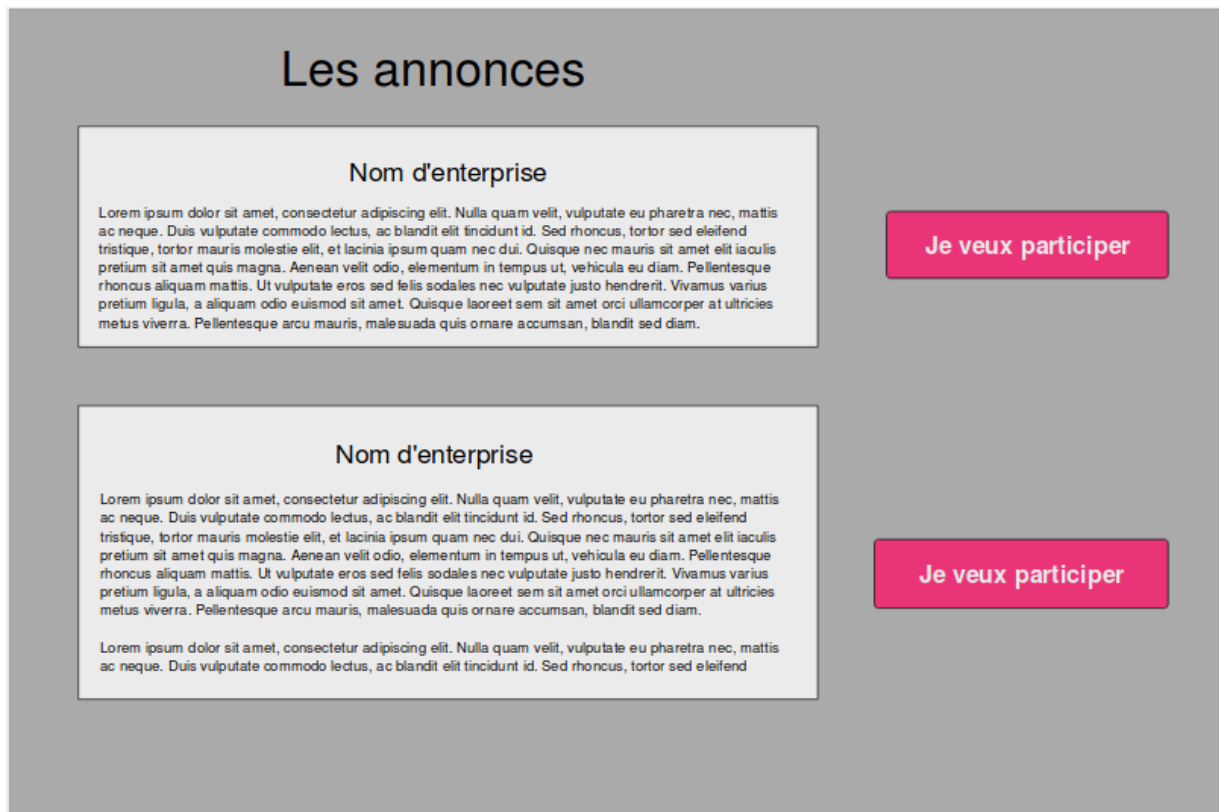 Les annonces
Nom d'enterprise
Lorem ipsum dolor sit amet, consectetur adipiscing elit. Nulla quam velit, vulputate eu pharetra nec, mattis
ac neque. Duis vulputate commodo lectus, ac blandit elit tincidunt id. Sed rhoncus, tortor sed eleifend
tristique, tortor mauris molestie elit, et lacinia ipsum quam nec dui. Quisque nec mauris sit amet elit iaculis
pretium sit amet quis magna. Aenean velit odio, elementum in tempus ut, vehicula eu diam. Pellentesque
rhoncus aliquam mattis. Ut vulputate eros sed felis sodales nec vulputate justo hendrerit. Vivamus varius
pretium ligula, a aliquam odio euismod sit amet. Quisque laoreet sem sit amet orci ullamcorper at ultricies
metus viverra. Pellentesque arcu mauris, malesuada quis ornare accumsan, blandit sed diam.
Je veux participer
Nom d'enterprise
Lorem ipsum dolor sit amet, consectetur adipiscing elit. Nulla quam velit, vulputate eu pharetra nec, mattis
ac neque. Duis vulputate commodo lectus, ac blandit elit tincidunt id. Sed rhoncus, tortor sed eleifend
tristique, tortor mauris molestie elit, et lacinia ipsum quam nec dui. Quisque nec mauris sit amet elit iaculis
pretium sit amet quis magna. Aenean velit odio, elementum in tempus ut, vehicula eu diam. Pellentesque
rhoncus aliquam mattis. Ut vulputate eros sed felis sodales nec vulputate justo hendrerit. Vivamus varius
pretium ligula, a aliquam odio euismod sit amet. Quisque laoreet sem sit amet orci ullamcorper at ultricies
metus viverra. Pellentesque arcu mauris, malesuada quis ornare accumsan, blandit sed diam.
Lorem ipsum dolor sit amet, consectetur adipiscing elit. Nulla quam velit, vulputate eu pharetra nec, mattis
ac neque. Duis vulputate commodo lectus, ac blandit elit tincidunt id. Sed rhoncus, tortor sed eleifend
Je veux participer